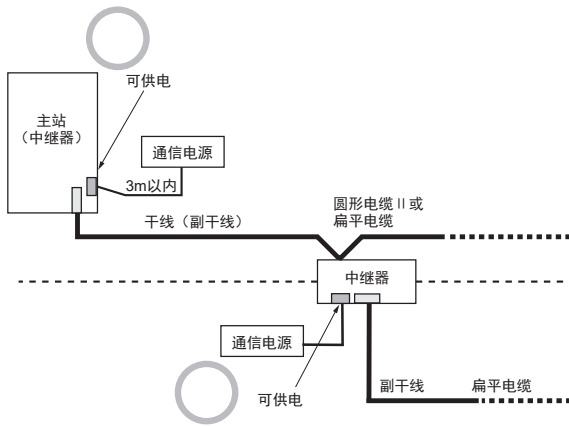 可供电
主站
（中继器）
通信电源
3m以内
干线（副干线）
圆形电缆Ⅱ或
扁平电缆
中继器
通信电源
可供电
副干线
扁平电缆